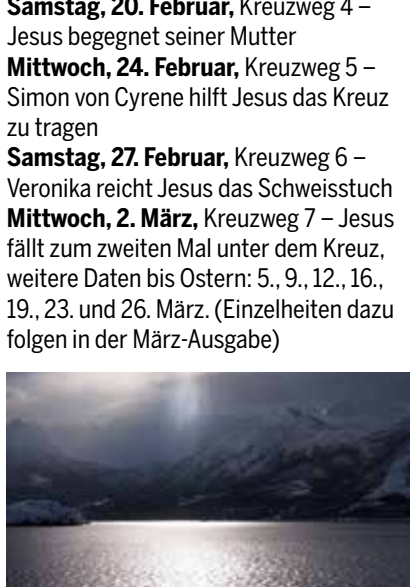 Samstag, 20. Februar, Kreuzweg 4 –
Jesus begegnet seiner Mutter
Mittwoch, 24. Februar, Kreuzweg 5 –
Simon von Cyrene hilft Jesus das Kreuz
zu tragen
Samstag, 27. Februar, Kreuzweg 6 –
Veronika reicht Jesus das Schweisstuch
Mittwoch, 2. März, Kreuzweg 7 – Jesus
fällt zum zweiten Mal unter dem Kreuz,
weitere Daten bis Ostern: 5., 9., 12., 16.,
19., 23. und 26. März. (Einzelheiten dazu
folgen in der März-Ausgabe)